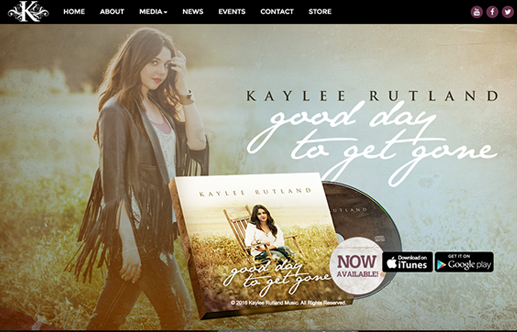 K
HOME ABOUT MEDIA NEWS EVENTS CONTACT STORE
KAYLEE RUTLAND
good day
to get gone
KAYLEE RUTLAND
good day
to get gone
© 2016 Kaylee Rutland Music. All Rights Reserved.
NOW
AVAILABLE!
Download on
iTunes
GET IT ON
Google play